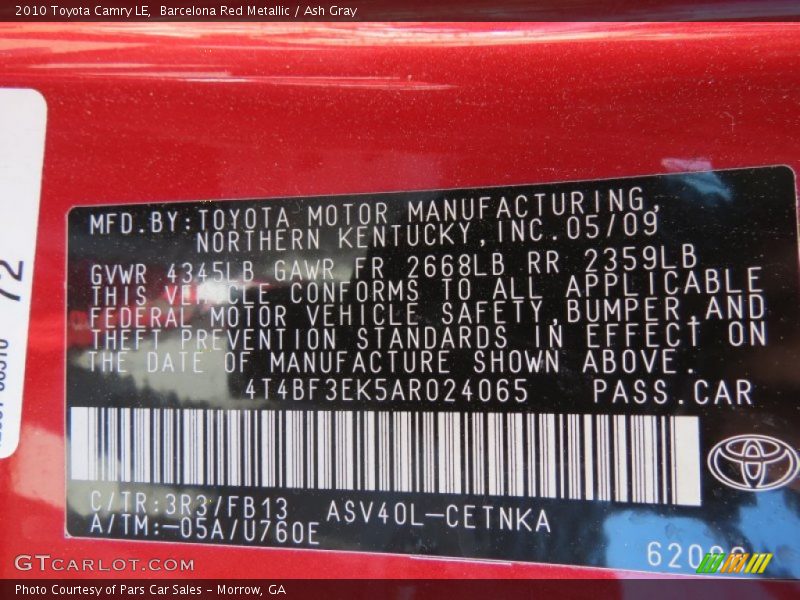 2010 Toyota Camry LE,  Barcelona Red Metallic / Ash Gray
72
MFD.BY:TOYOTA MOTOR MANUFACTURING,
NORTHERN KENTUCKY,INC.05/09
GVWR 4345LB GAWR FR 2668LB RR 2359LB
THIS VEHICLE CONFORMS TO ALL APPLICABLE
FEDERAL MOTOR VEHICLE SAFETY,BUMPER,AND
THEFT PREVENTION STANDARDS IN EFFECT ON
THE DATE OF MANUFACTURE SHOWN ABOVE.
4T4BF3EK5AR024065 PASS.CAR
C/TR:3R3/FB13 ASV40L-CETNKA
A/TM:-05A/U760E
GTCARLOT.COM
Photo Courtesy of Pars Car Sales - Morrow, GA